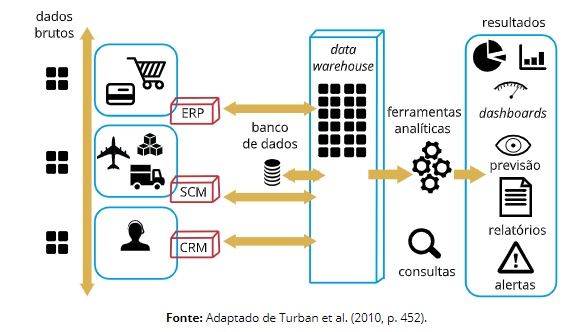 dados
brutos
ERP
SCM
CRM
banco
de dados
data
warehouse
ferramentas
analíticas
consultas
resultados
dashboards
previsão
relatórios
alertas
Fonte: Adaptado de Turban et al. (2010, p. 452).